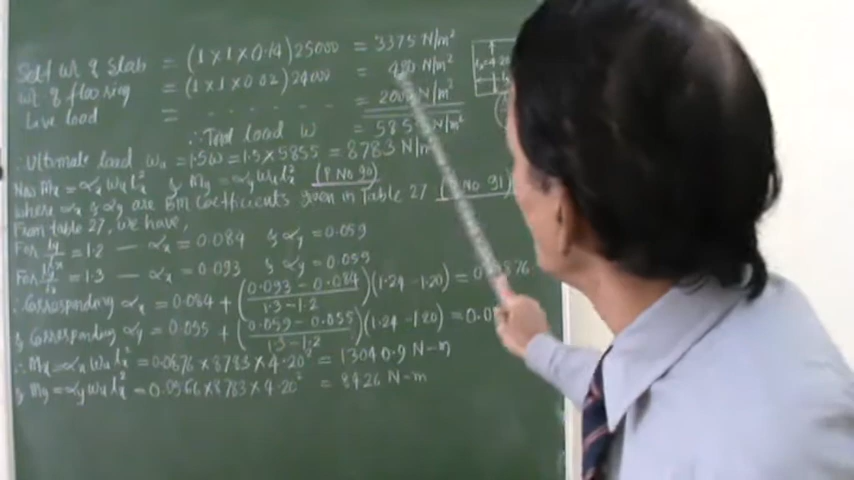 Self wt of slab = (1 x 1 x 0.14) 25000 = 3375 N/m²
wt of flooring = (1 x 1 x 0.02) 24000 = 480 N/m²
Live load = . . . . . . . . = 2000 N/m²
∴ Total load w = 5855 N/m²
∴ Ultimate load wu = 1.5w = 1.5 x 5855 = 8783 N/m
Now Mx = αx wu lx² & My = αy wu lx² (P No 90)
where αx & αy are BM Coefficients given in Table 27 (P No 91)
From table 27, we have,
For ly/lx = 1.2 — αx = 0.084 & αy = 0.059
For ly/lx = 1.3 — αx = 0.093 & αy = 0.059
∴ Corresponding αx = 0.084 + ((0.093 - 0.084)/(1.3 - 1.2)) (1.24 - 1.20) = 0.0876
& Corresponding αy = 0.055 + ((0.059 - 0.055)/(1.3 - 1.2)) (1.24 - 1.20) = 0.0
∴ Mx = αx wu lx² = 0.0876 x 8783 x 4.20² = 13040.9 N-m
& My = αy wu lx² = 0.0566 x 8783 x 4.20² = 8426 N-m